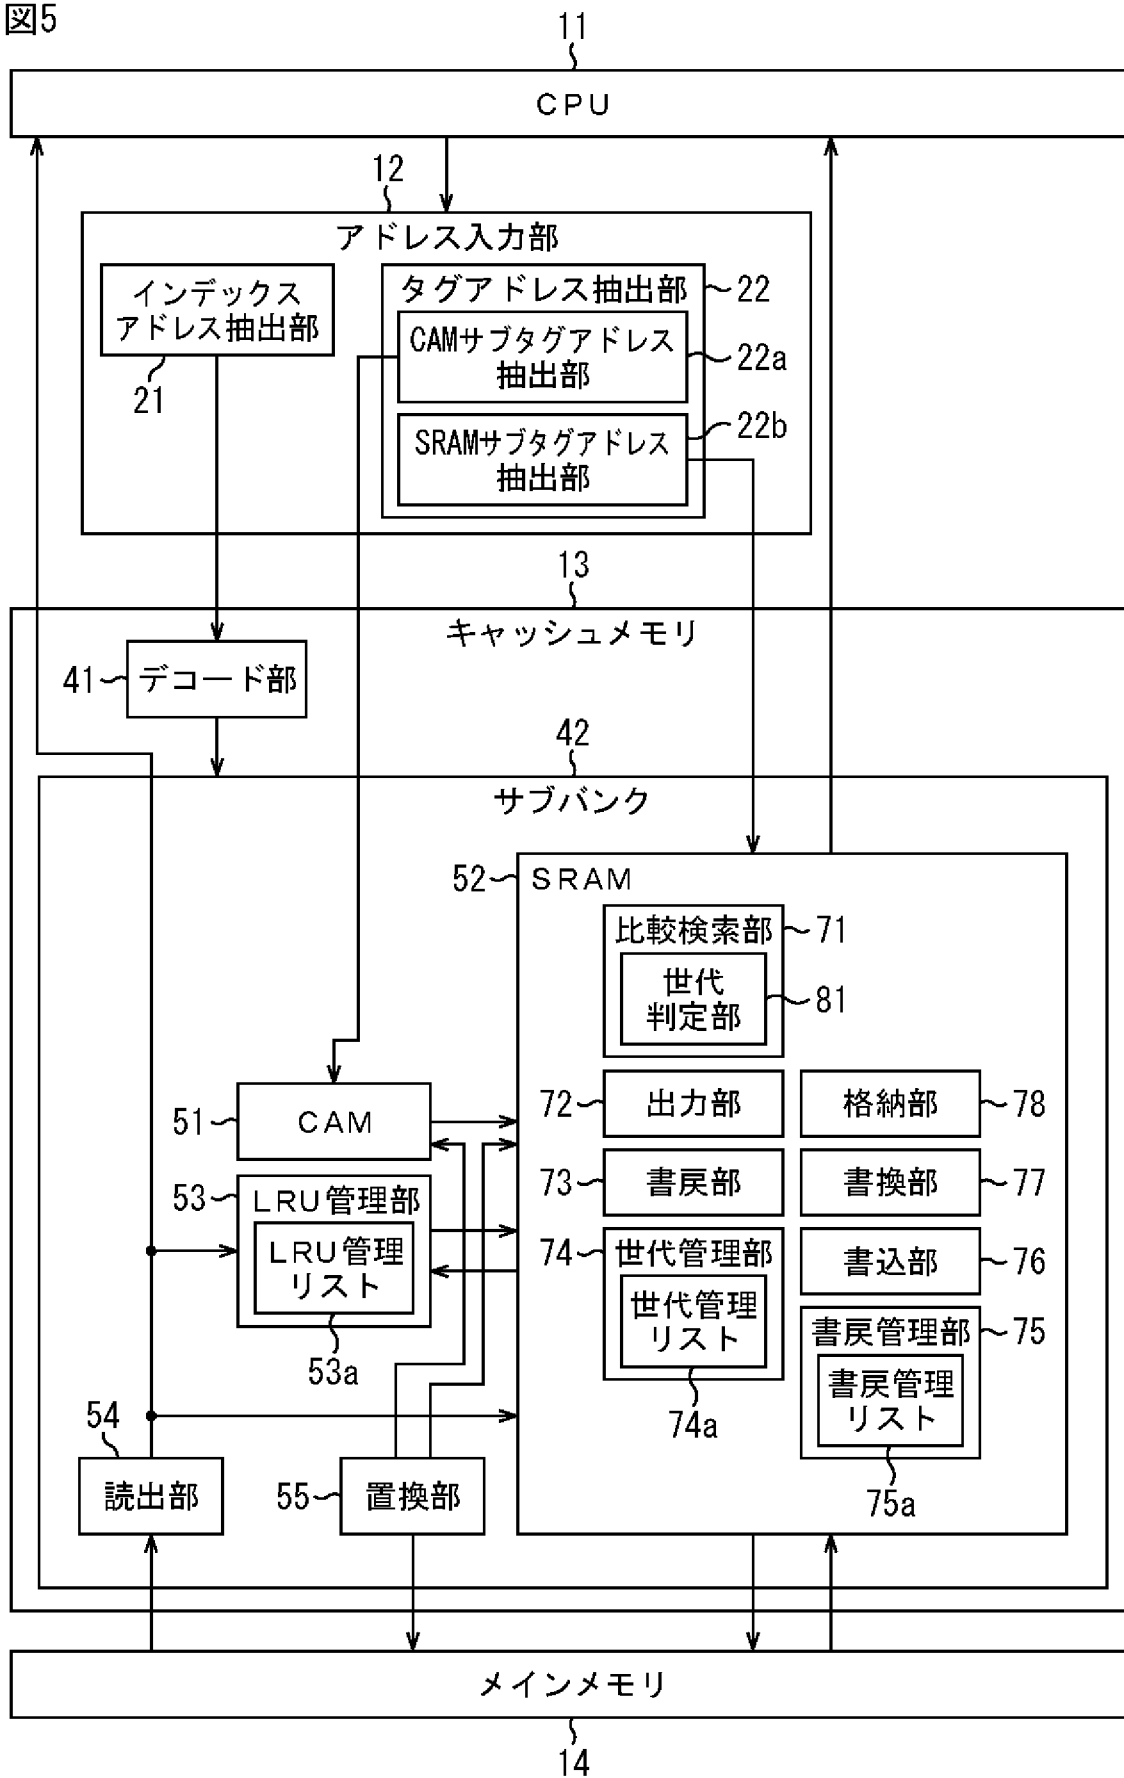 図5
11
CPU
12
アドレス入力部
インデックス
アドレス抽出部
21
タグアドレス抽出部
22
CAMサブタグアドレス
抽出部
22a
SRAMサブタグアドレス
抽出部
22b
13
キャッシュメモリ
41
デコード部
42
サブバンク
52
SRAM
比較検索部
71
世代
判定部
81
51
CAM
72
出力部
格納部
78
53
LRU管理部
LRU管理
リスト
53a
73
書戻部
書換部
77
74
世代管理部
世代管理
リスト
74a
書込部
76
書戻管理部
75
書戻管理
リスト
75a
54
読出部
55
置換部
メインメモリ
14